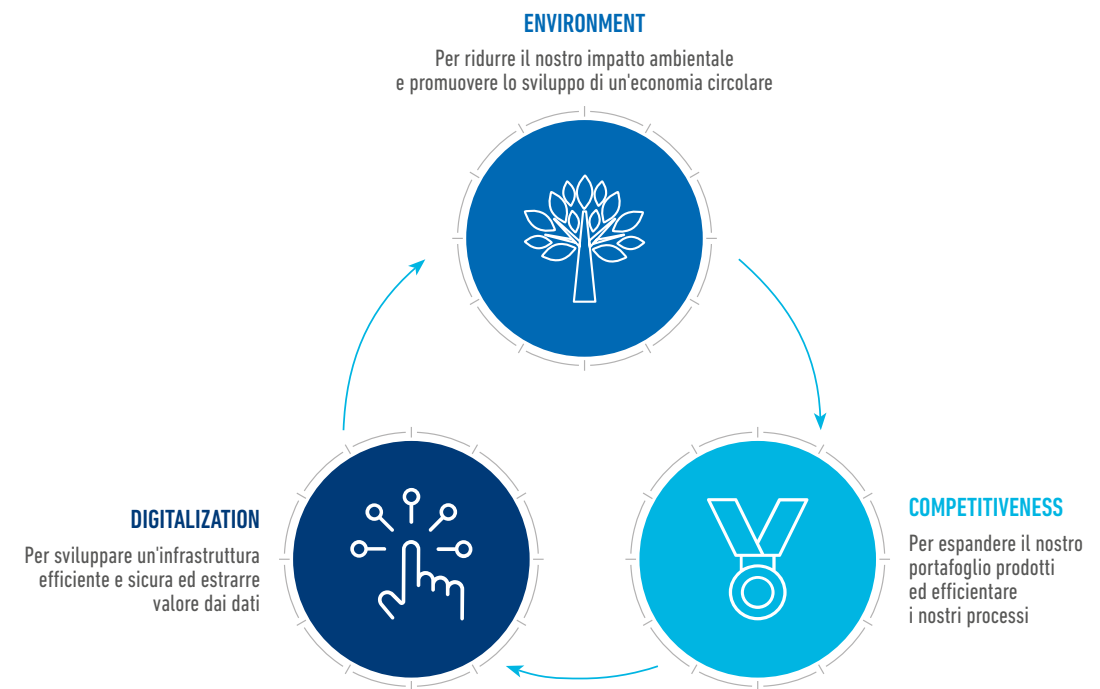 ENVIRONMENT
Per ridurre il nostro impatto ambientale
e promuovere lo sviluppo di un'economia circolare
DIGITALIZATION
Per sviluppare un'infrastruttura
efficiente e sicura ed estrarre
valore dai dati
COMPETITIVENESS
Per espandere il nostro
portafoglio prodotti
ed efficientare
i nostri processi